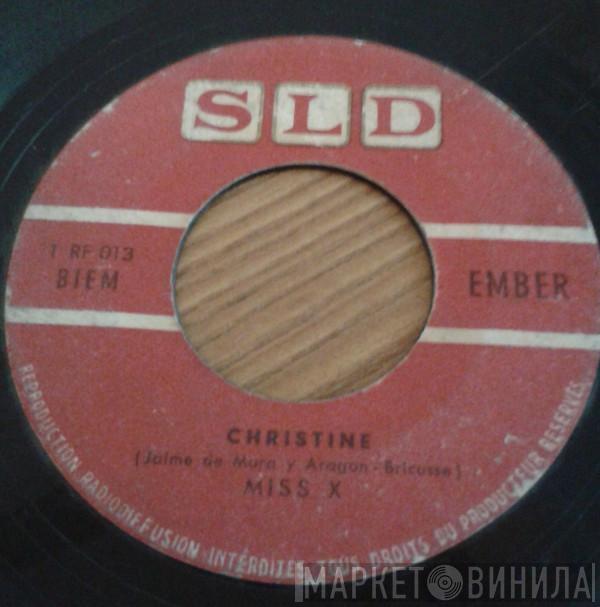 SLD
1 RF 013
BIEM
EMBER
CHRISTINE
(Jaime de Mora y Aragon - Bricusse)
MISS X
REPRODUCTION RADIODIFFUSION INTERDITES TOUS DROITS DU PRODUCTEUR RESERVES.
МАРКЕТ ВИНИЛА